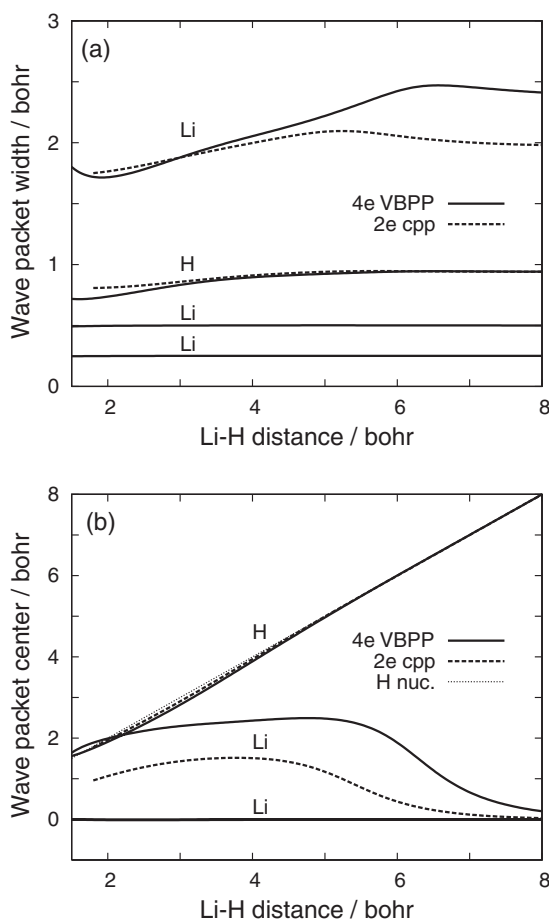 (a)
3
2
1
0
Wave packet width / bohr
Li
4e VBPP
2e cpp
H
Li
Li
2 4 6 8
Li-H distance / bohr
(b)
8
6
4
2
0
Wave packet center / bohr
H
4e VBPP
2e cpp
H nuc.
Li
Li
2 4 6 8
Li-H distance / bohr